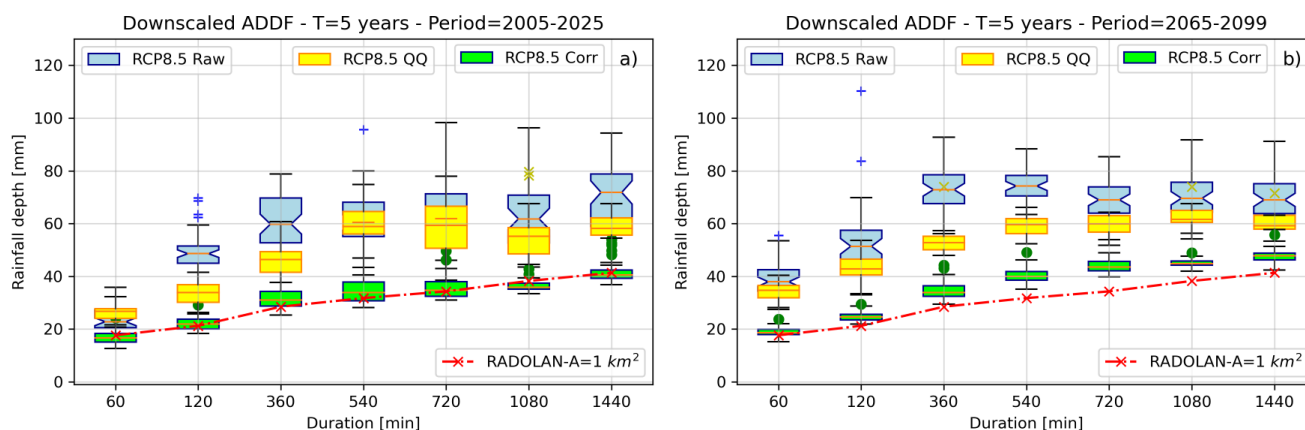 Downscaled ADDF - T=5 years - Period=2005-2025
RCP8.5 Raw
RCP8.5 QQ
RCP8.5 Corr
a)
120
100
80
60
40
20
0
Rainfall depth [mm]
RADOLAN-A=1 km²
60 120 360 540 720 1080 1440
Duration [min]
Downscaled ADDF - T=5 years - Period=2065-2099
RCP8.5 Raw
RCP8.5 QQ
RCP8.5 Corr
b)
120
100
80
60
40
20
0
Rainfall depth [mm]
RADOLAN-A=1 km²
60 120 360 540 720 1080 1440
Duration [min]